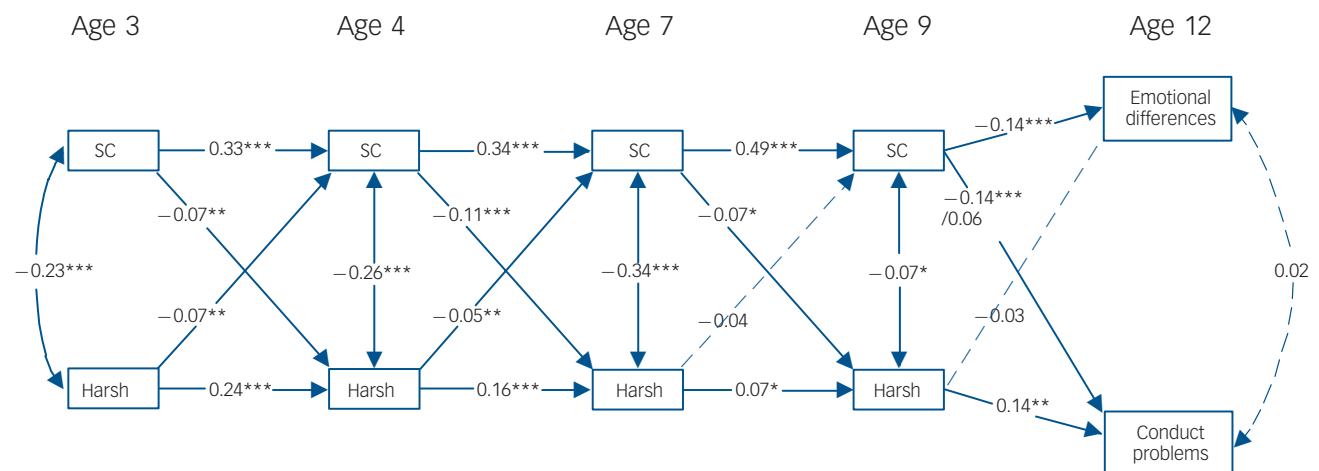 Age 3 Age 4 Age 7 Age 9 Age 12
Emotional
differences
−0.14***
SC 0.33*** SC 0.34*** SC 0.49*** SC
−0.07** −0.11*** −0.07* −0.14***
/0.06
−0.23*** −0.26*** −0.34*** −0.07* 0.02
−0.07** −0.05** −0.04 −0.03
Harsh 0.24*** Harsh 0.16*** Harsh 0.07* Harsh
0.14**
Conduct
problems